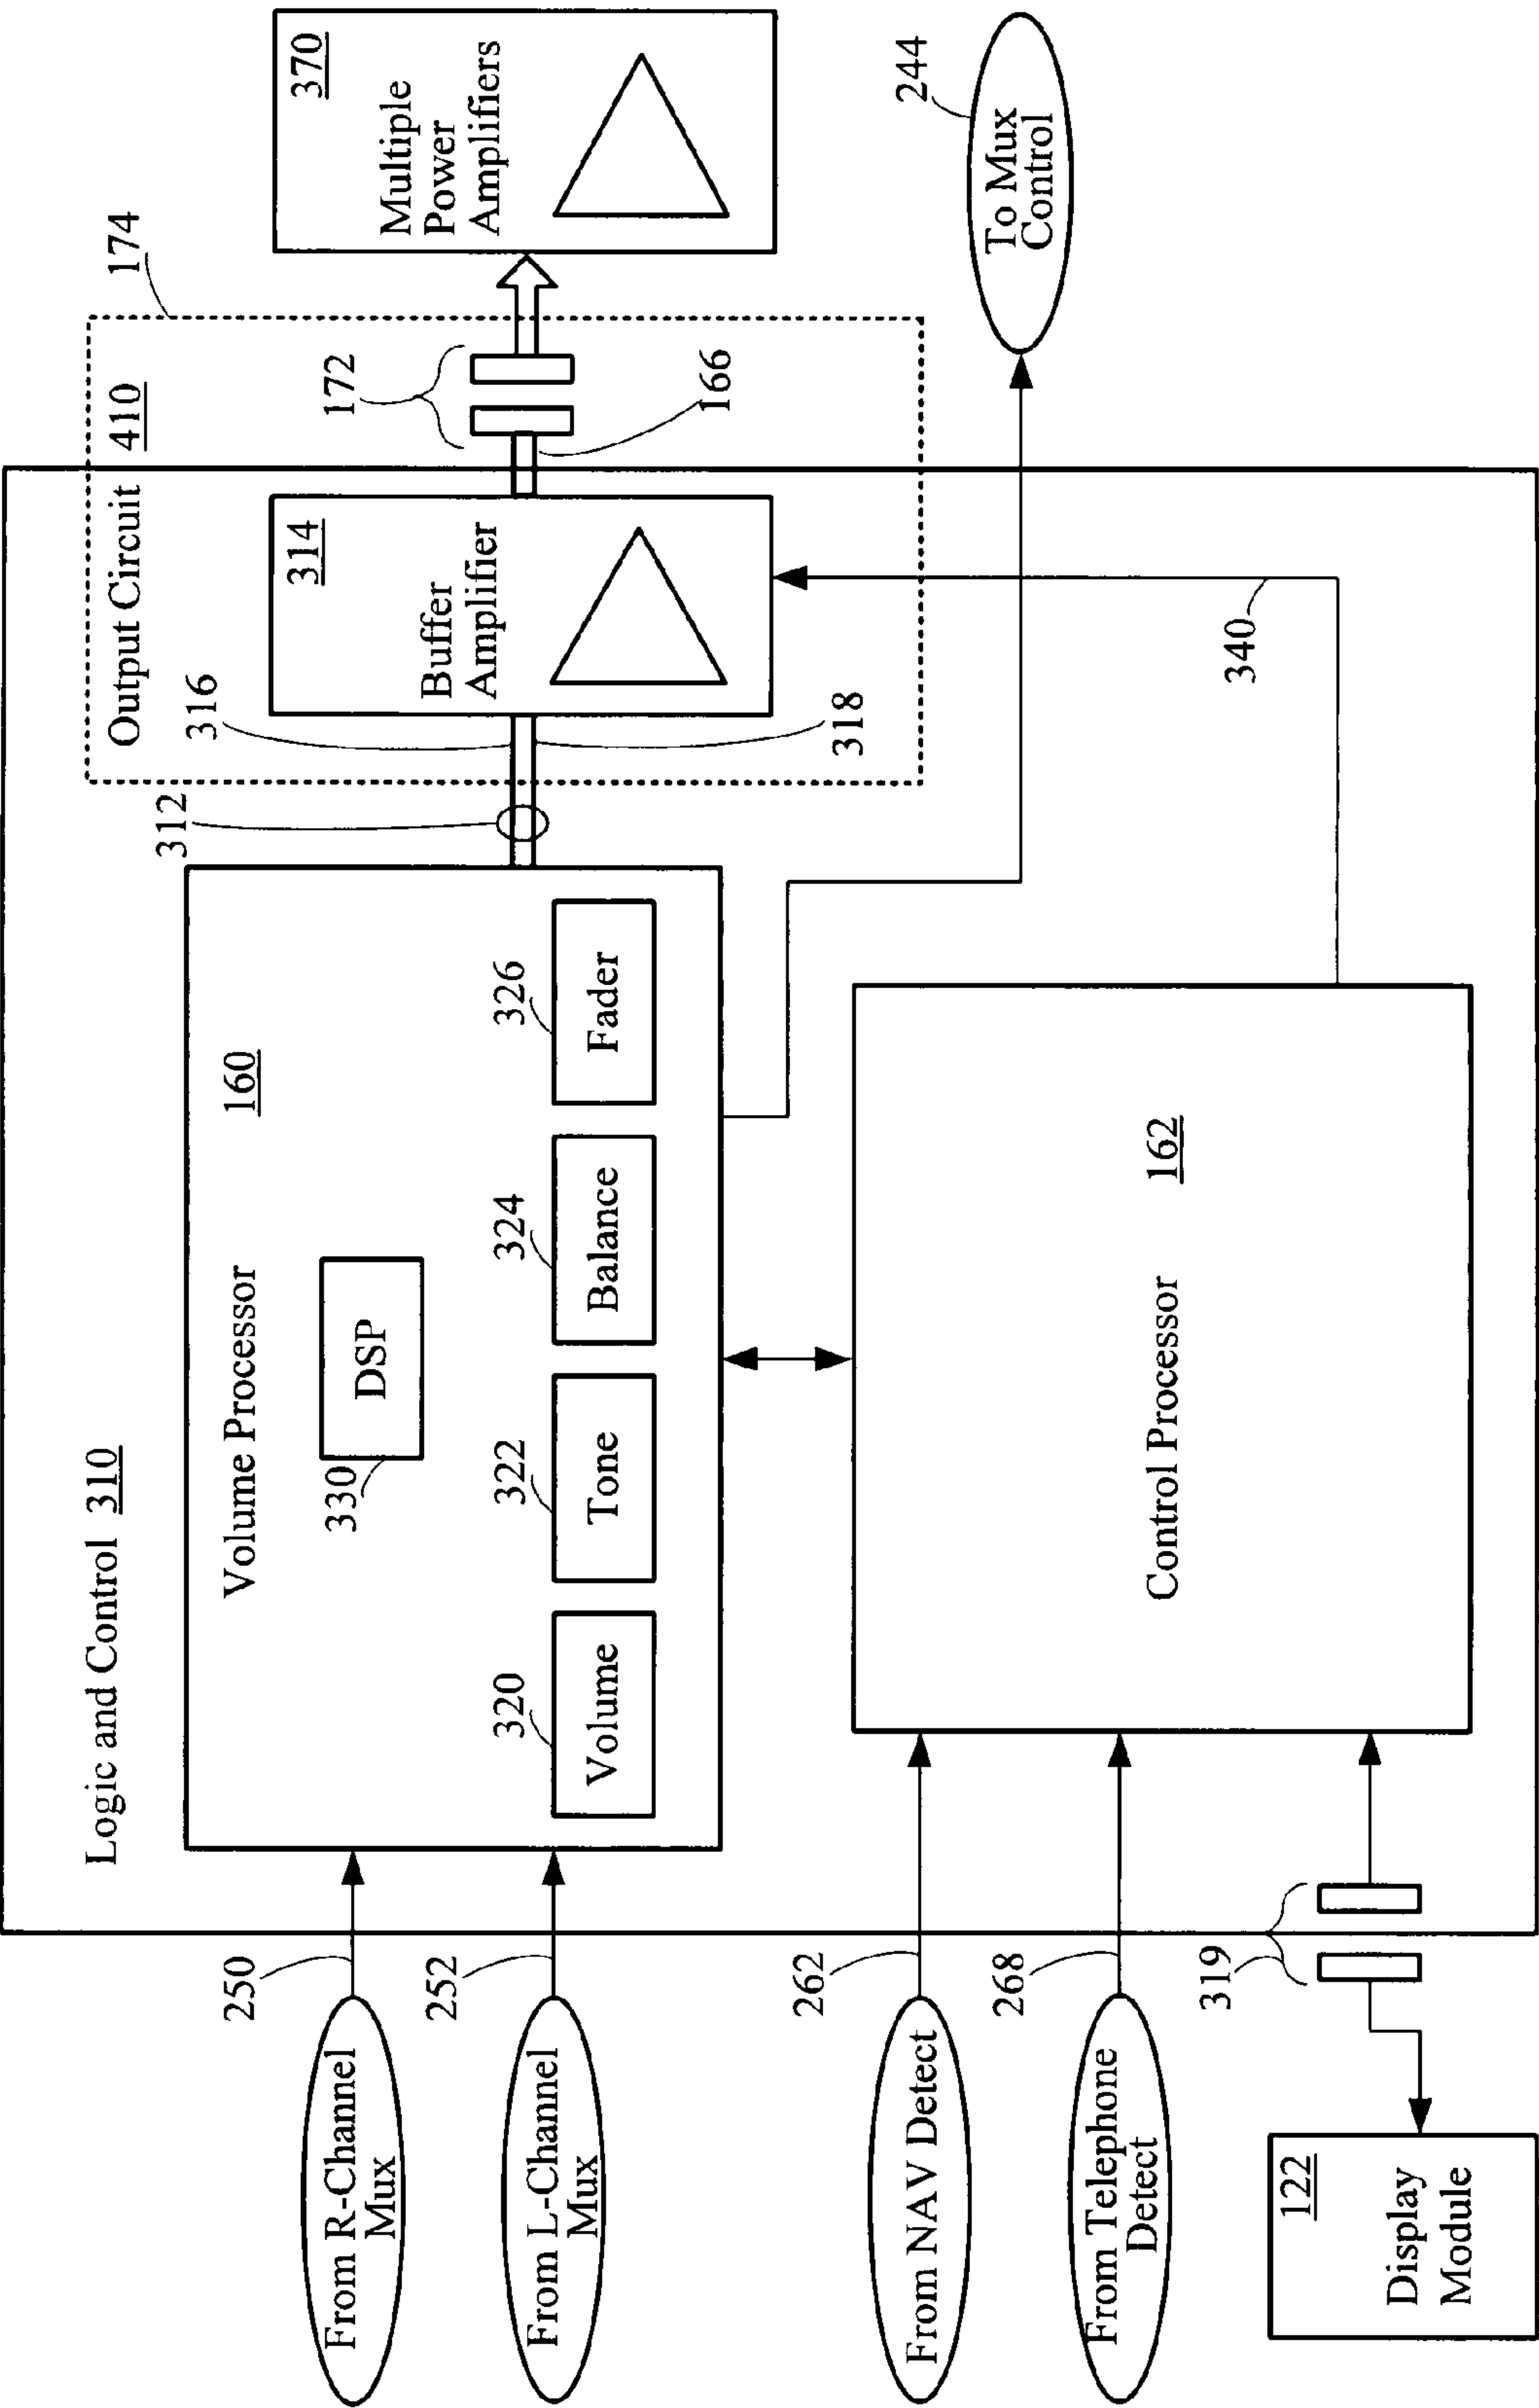 Logic and Control 310
Volume Processor 160
DSP
330
320
Volume
322
Tone
324
Balance
326
Fader
Control Processor 162
From R-Channel
Mux
250
From L-Channel
Mux
252
From NAV Detect
262
From Telephone
Detect
268
319
122
Display
Module
312
316
318
Output Circuit 410
174
314
Buffer
Amplifier
172
166
370
Multiple
Power
Amplifiers
340
244
To Mux
Control